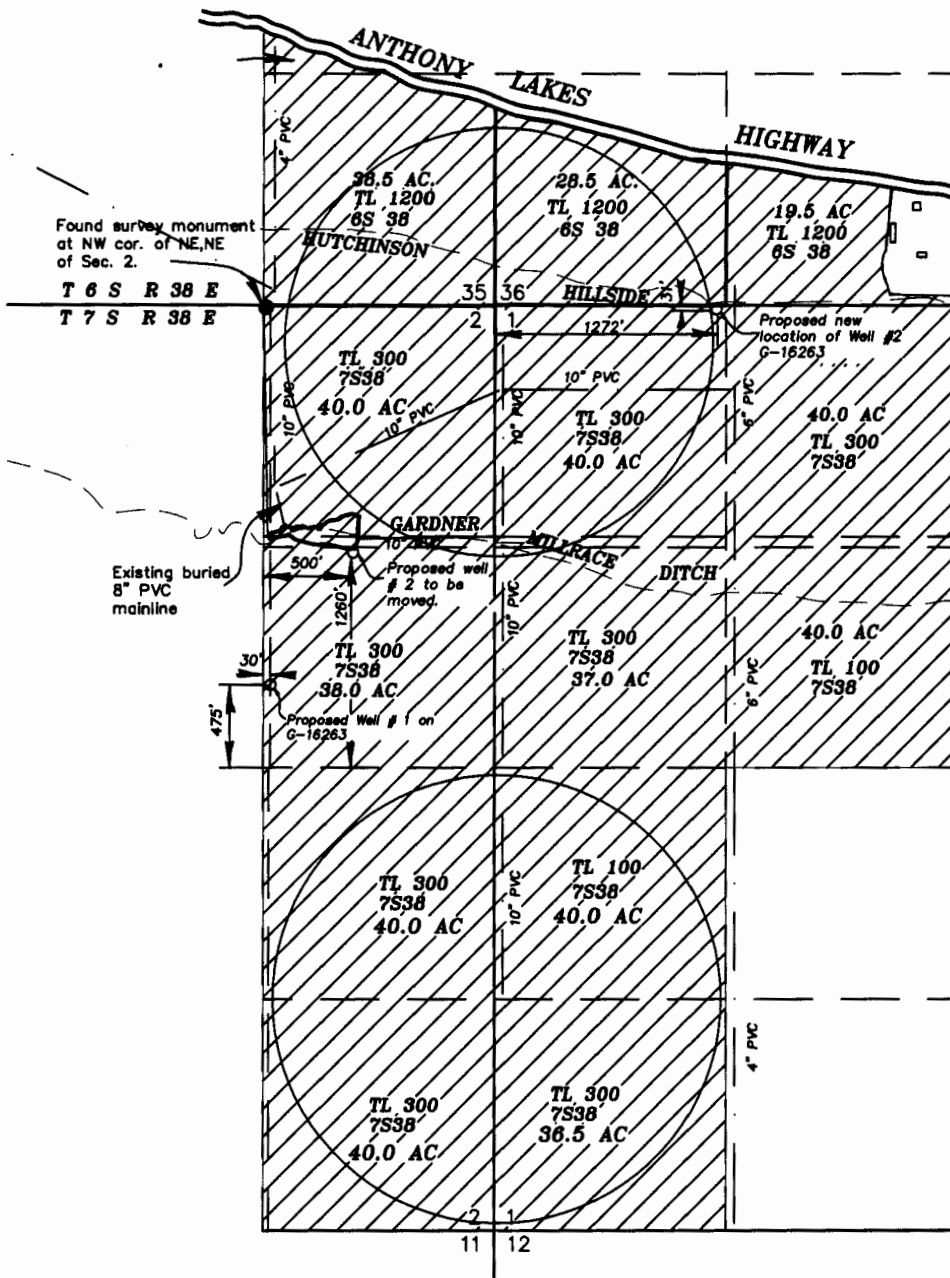 ANTHONY LAKES HIGHWAY
4" PVC
38.5 AC.
TL 1200
6S 38
28.5 AC.
TL 1200
6S 38
19.5 AC
TL 1200
6S 38
HUTCHINSON
HILLSIDE
Found survey monument
at NW cor. of NE,NE
of Sec. 2.
T 6 S R 38 E
T 7 S R 38 E
35 36
2 1
1272'
Proposed new
location of Well #2
G-16263
TL 300
7S38
40.0 AC
10" PVC
10" PVC
10" PVC
10" PVC
TL 300
7S38
40.0 AC
6" PVC
40.0 AC
TL 300
7S38
GARDNER
10" PVC
MILLRACE
DITCH
Existing buried
8" PVC
mainline
500'
Proposed well
# 2 to be
moved.
1260'
10" PVC
TL 300
7S38
38.0 AC
TL 300
7S38
37.0 AC
40.0 AC
TL 100
7S38
6" PVC
30'
475'
Proposed Well # 1 on
G-16263
TL 300
7S38
40.0 AC
10" PVC
TL 100
7S38
40.0 AC
4" PVC
TL 300
7S38
40.0 AC
TL 300
7S38
36.5 AC
2 1
11 12